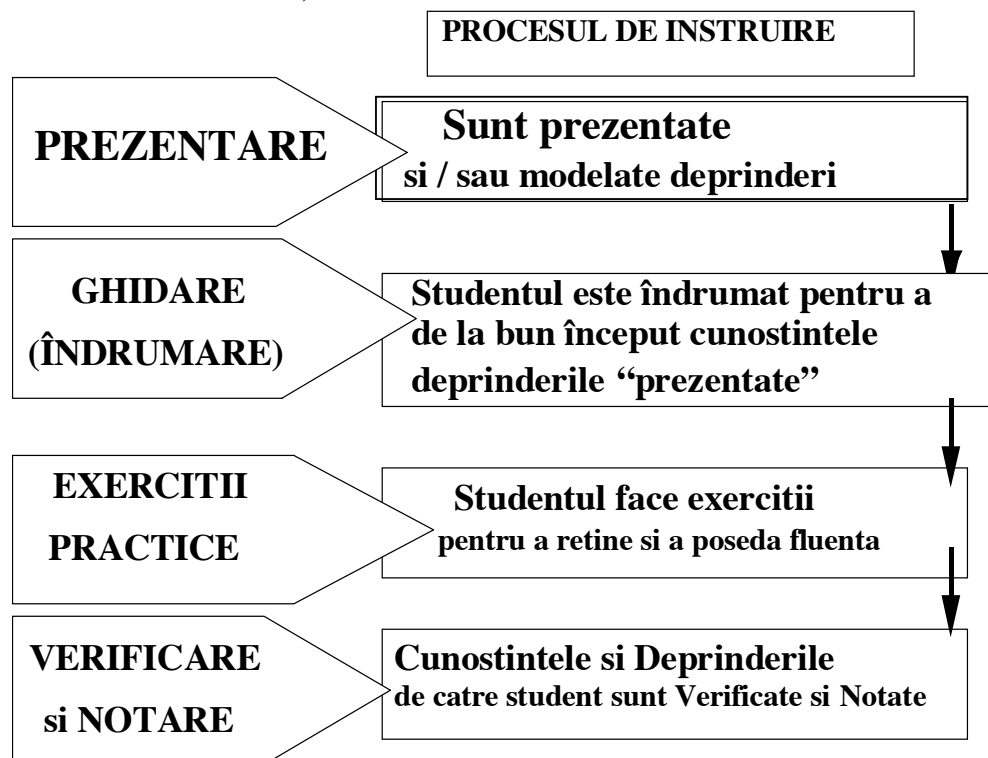 PROCESUL DE INSTRUIRE
PREZENTARE
Sunt prezentate
si / sau modelate deprinderi
GHIDARE
(ÎNDRUMARE)
Studentul este îndrumat pentru a
de la bun început cunostintele
deprinderile “prezentate”
EXERCITII
PRACTICE
Studentul face exercitii
pentru a retine si a poseda fluenta
VERIFICARE
si NOTARE
Cunostintele si Deprinderile
de catre student sunt Verificate si Notate